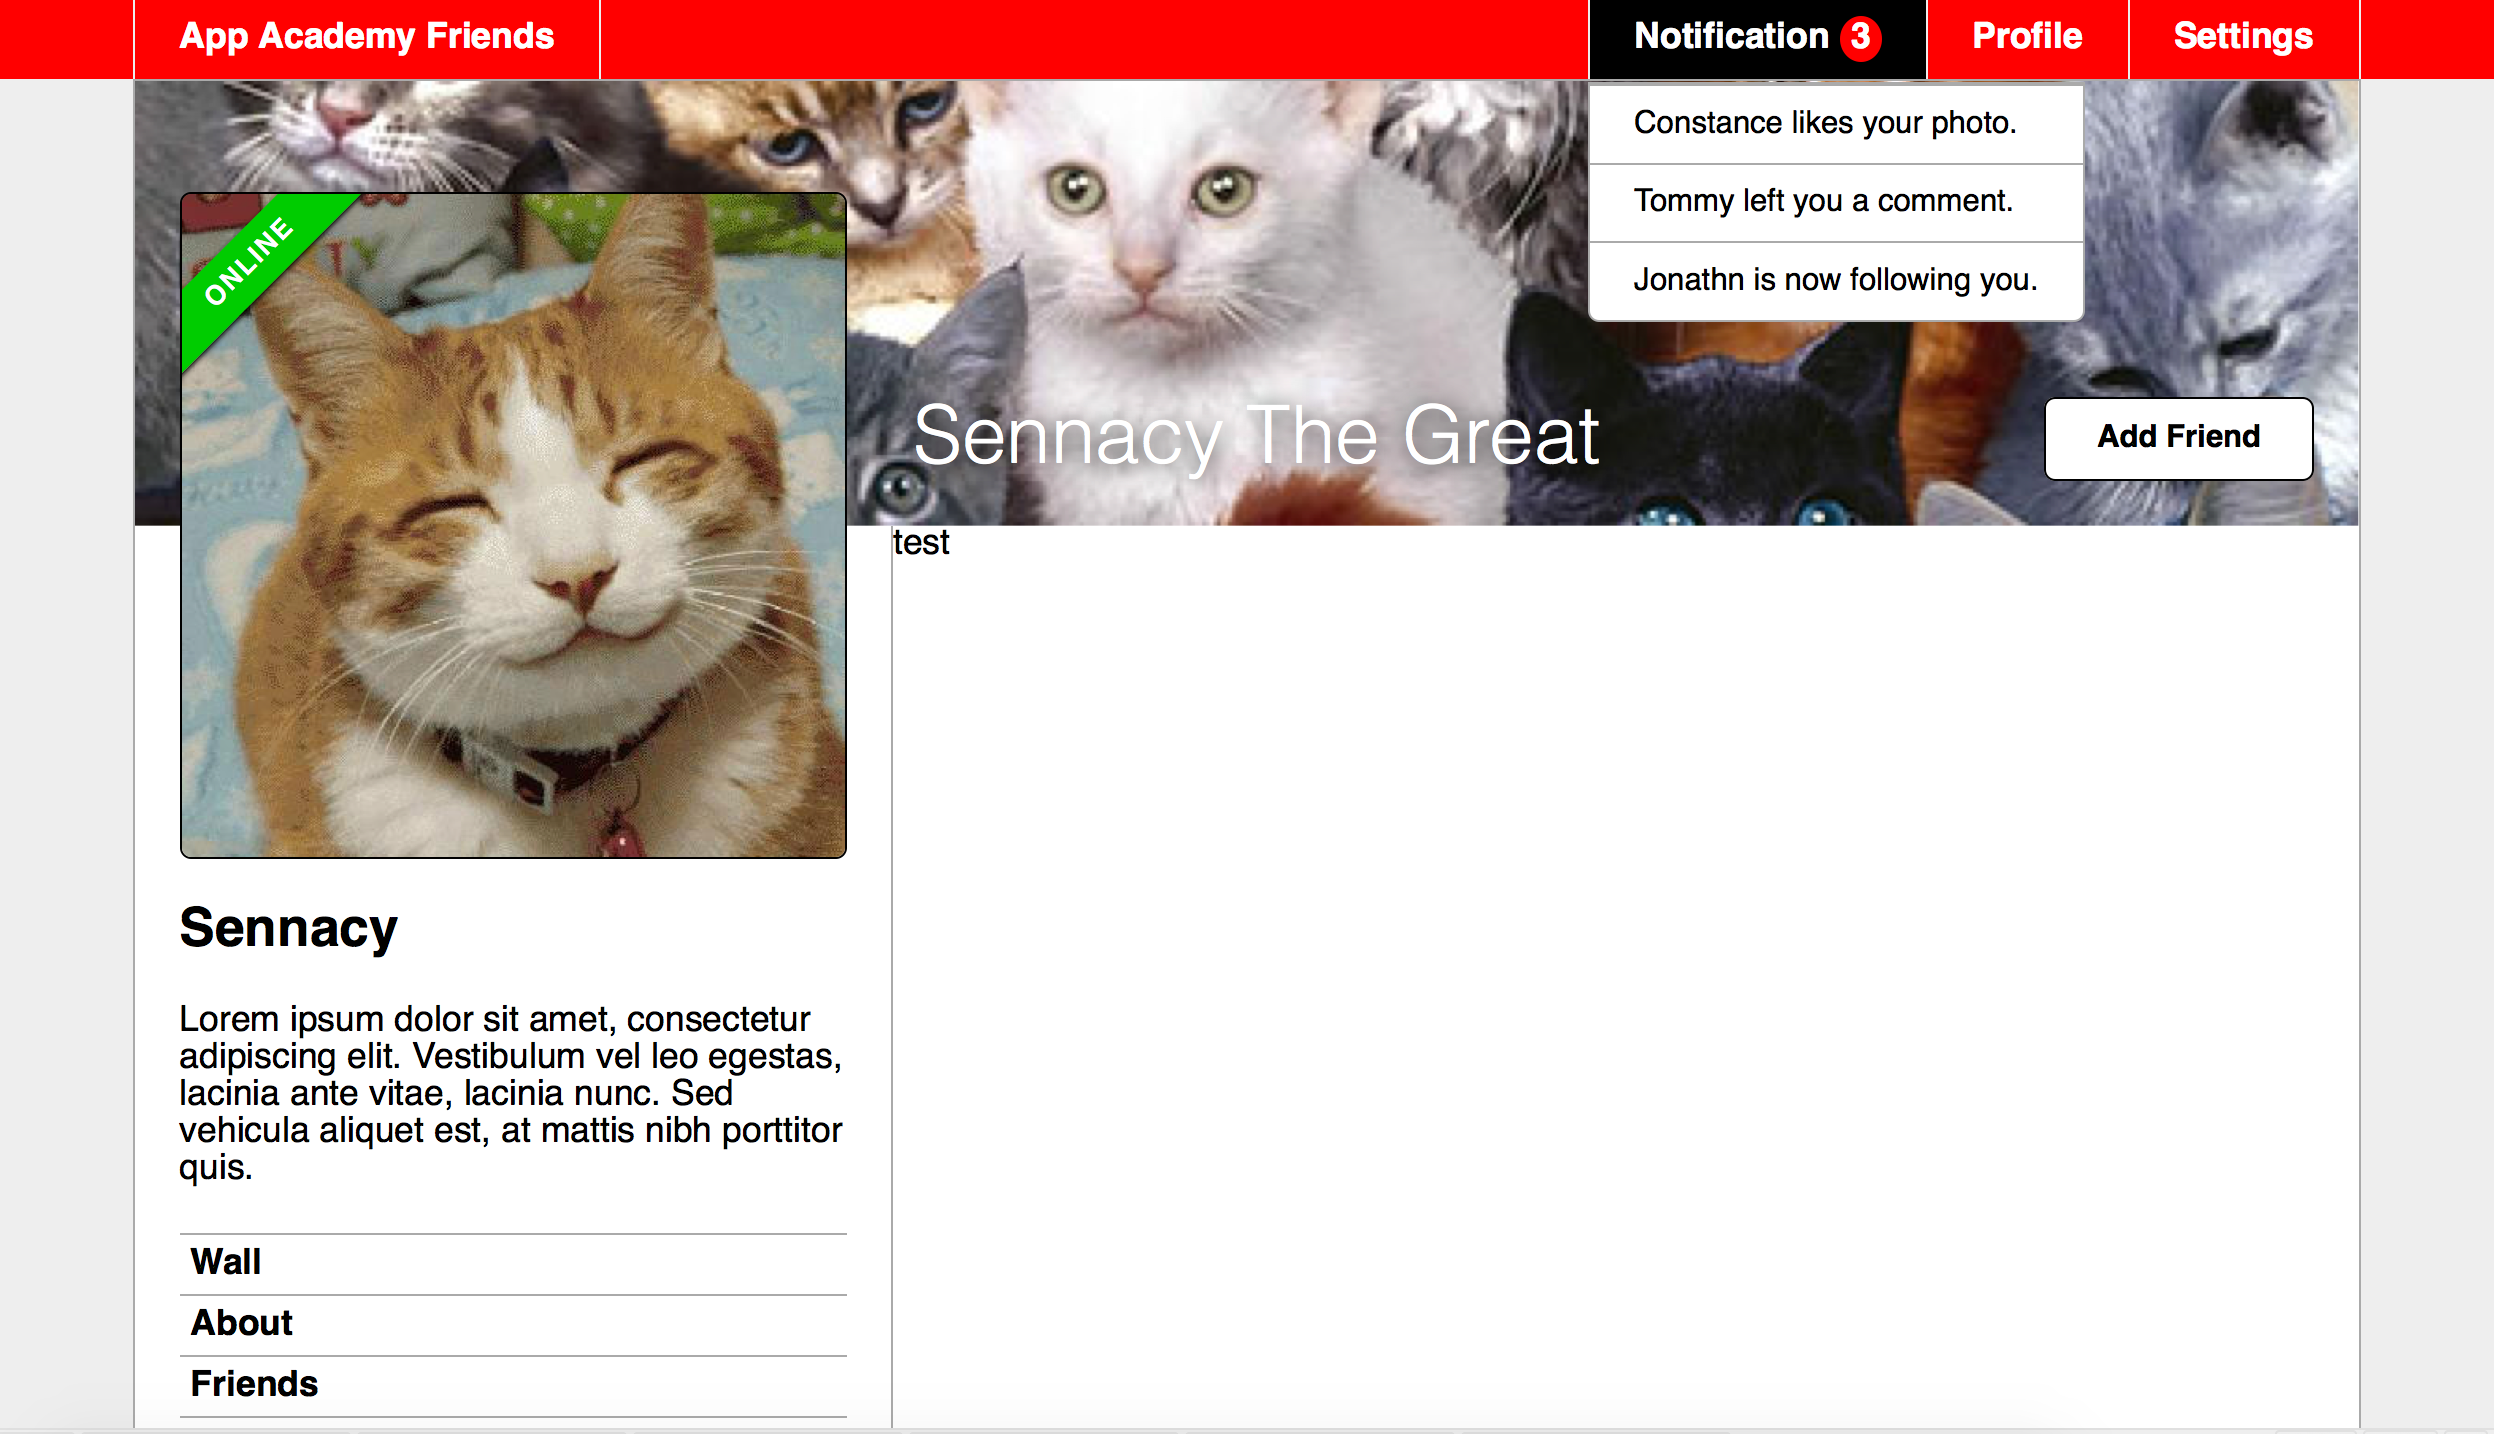 App Academy Friends
Notification 3
Profile
Settings
Constance likes your photo.
Tommy left you a comment.
Jonathn is now following you.
ONLINE
Sennacy The Great
Add Friend
test
Sennacy
Lorem ipsum dolor sit amet, consectetur
adipiscing elit. Vestibulum vel leo egestas,
lacinia ante vitae, lacinia nunc. Sed
vehicula aliquet est, at mattis nibh porttitor
quis.
Wall
About
Friends